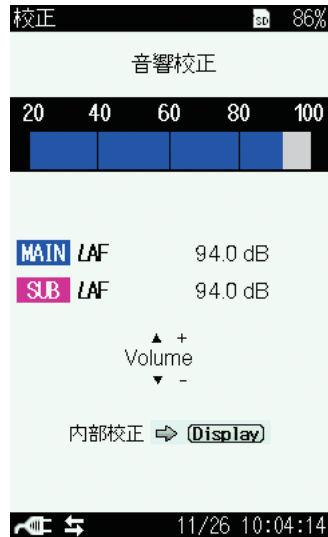 校正 SD 86%
音響校正
20 40 60 80 100
MAIN LAF 94.0 dB
SUB LAF 94.0 dB
▲ +
Volume
▼ -
内部校正 ⇨ (Display)
11/26 10:04:14